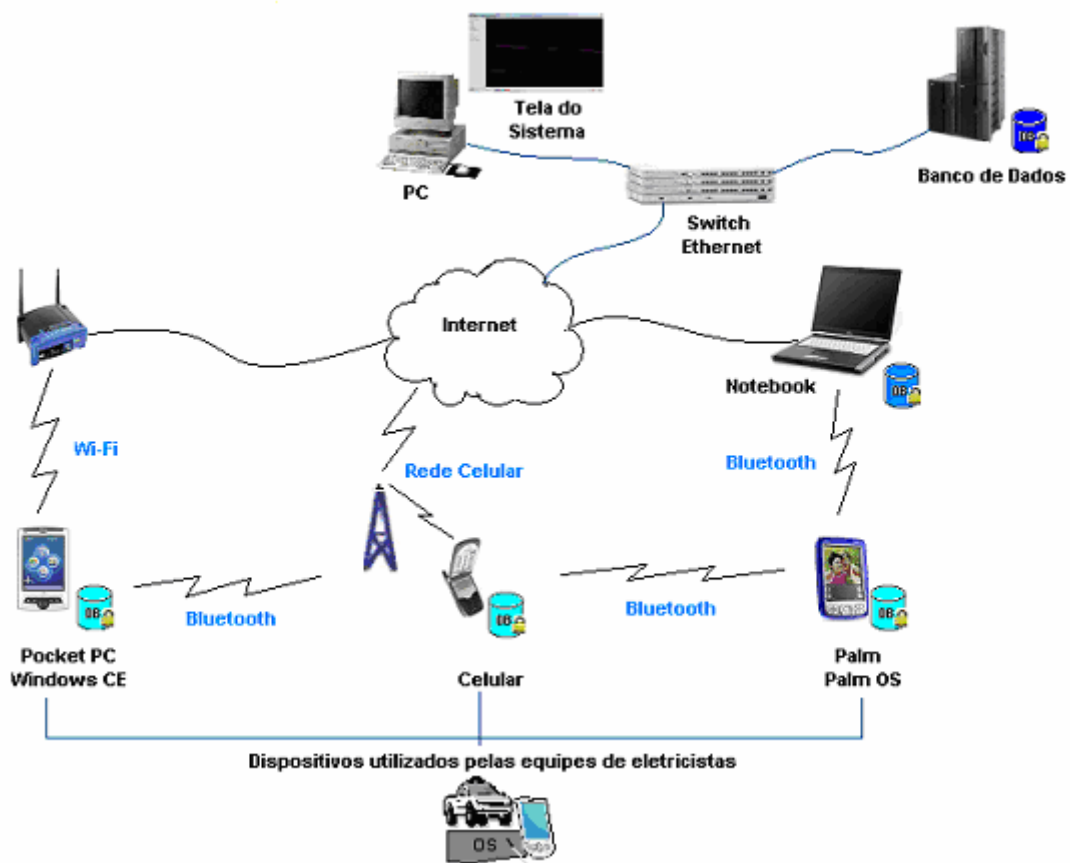 Tela do
Sistema
PC
Banco de Dados
Switch
Ethernet
Internet
Notebook
Wi-Fi
Rede Celular
Bluetooth
Bluetooth
Bluetooth
Pocket PC
Windows CE
Celular
Palm
Palm OS
Dispositivos utilizados pelas equipes de eletricistas
OS